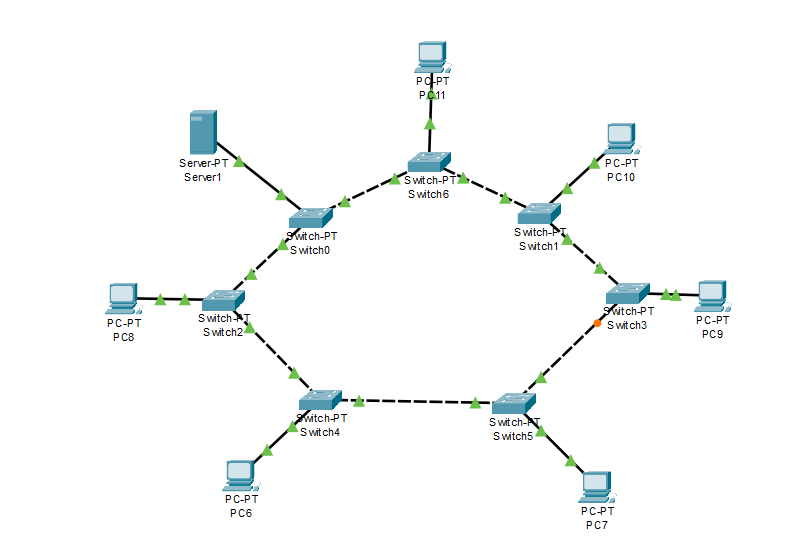 PC-PT
PC11
Server-PT
Server1
Switch-PT
Switch6
PC-PT
PC10
Switch-PT
Switch0
Switch-PT
Switch1
PC-PT
PC8
Switch-PT
Switch2
Switch-PT
Switch3
PC-PT
PC9
Switch-PT
Switch4
Switch-PT
Switch5
PC-PT
PC6
PC-PT
PC7